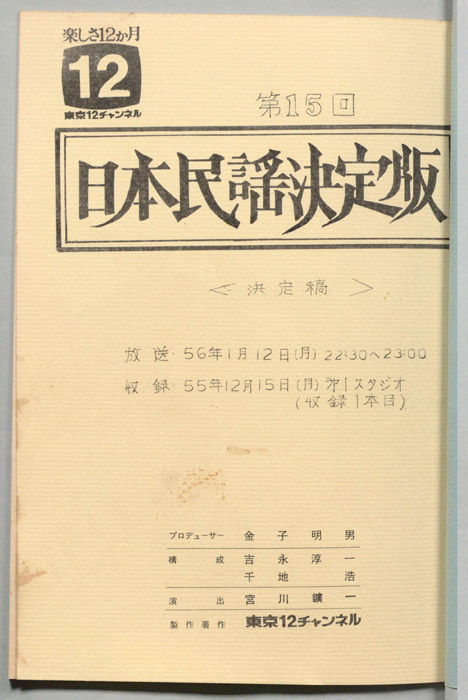 楽しさ12か月
12
東京12チャンネル
第15回
日本民謡決定版
＜決定稿＞
放送・56年1月12日(月) 22:30〜23:00
収録・55年12月15日(月) 第1スタジオ
(収録1本目)
プロデューサー 金子明男
構成 吉永淳一
千地浩
演出 宮川鑛一
製作著作 東京12チャンネル